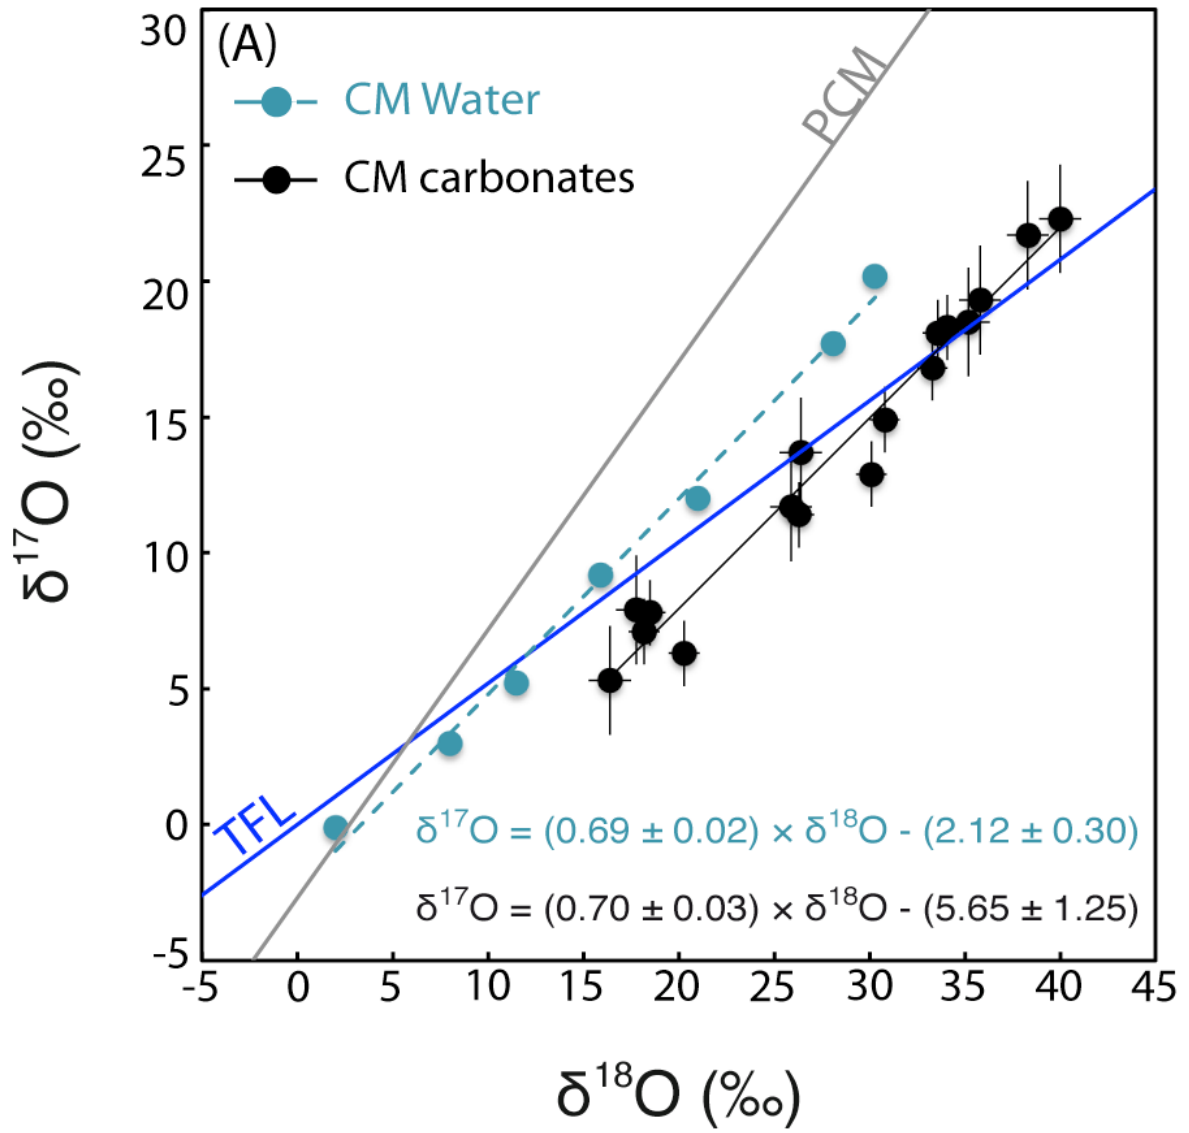 (A)
CM Water
CM carbonates
PCM
TFL
δ¹⁷O = (0.69 ± 0.02) × δ¹⁸O - (2.12 ± 0.30)
δ¹⁷O = (0.70 ± 0.03) × δ¹⁸O - (5.65 ± 1.25)
30
25
20
15
10
5
0
-5
-5 0 5 10 15 20 25 30 35 40 45
δ¹⁷O (‰)
δ¹⁸O (‰)